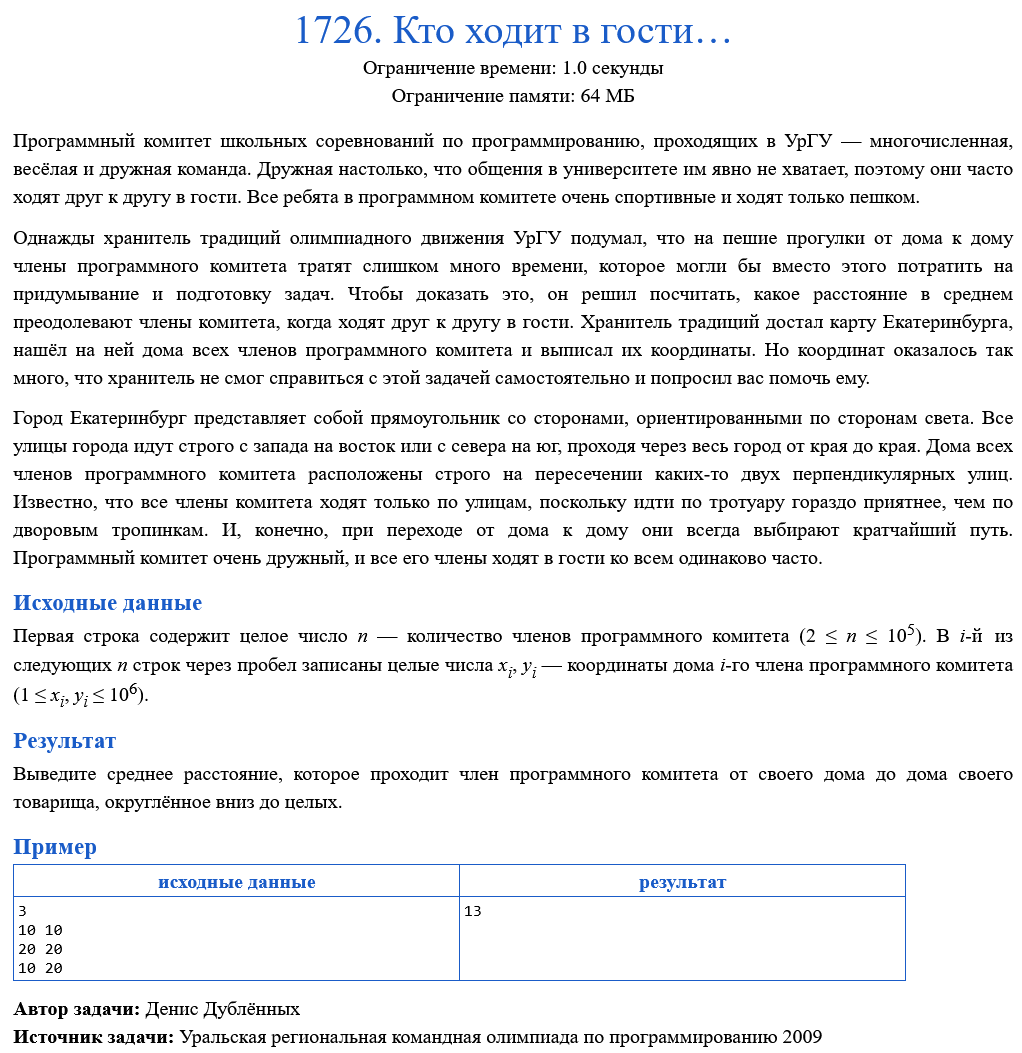 1726. Кто ходит в гости…
Ограничение времени: 1.0 секунды
Ограничение памяти: 64 МБ
Программный комитет школьных соревнований по программированию, проходящих в УрГУ — многочисленная,
весёлая и дружная команда. Дружная настолько, что общения в университете им явно не хватает, поэтому они часто
ходят друг к другу в гости. Все ребята в программном комитете очень спортивные и ходят только пешком.
Однажды хранитель традиций олимпиадного движения УрГУ подумал, что на пешие прогулки от дома к дому
члены программного комитета тратят слишком много времени, которое могли бы вместо этого потратить на
придумывание и подготовку задач. Чтобы доказать это, он решил посчитать, какое расстояние в среднем
преодолевают члены комитета, когда ходят друг к другу в гости. Хранитель традиций достал карту Екатеринбурга,
нашёл на ней дома всех членов программного комитета и выписал их координаты. Но координат оказалось так
много, что хранитель не смог справиться с этой задачей самостоятельно и попросил вас помочь ему.
Город Екатеринбург представляет собой прямоугольник со сторонами, ориентированными по сторонам света. Все
улицы города идут строго с запада на восток или с севера на юг, проходя через весь город от края до края. Дома всех
членов программного комитета расположены строго на пересечении каких-то двух перпендикулярных улиц.
Известно, что все члены комитета ходят только по улицам, поскольку идти по тротуару гораздо приятнее, чем по
дворовым тропинкам. И, конечно, при переходе от дома к дому они всегда выбирают кратчайший путь.
Программный комитет очень дружный, и все его члены ходят в гости ко всем одинаково часто.
Исходные данные
Первая строка содержит целое число n — количество членов программного комитета (2 ≤ n ≤ 10^5). В i-й из
следующих n строк через пробел записаны целые числа x_i, y_i — координаты дома i-го члена программного комитета
(1 ≤ x_i, y_i ≤ 10^6).
Результат
Выведите среднее расстояние, которое проходит член программного комитета от своего дома до дома своего
товарища, округлённое вниз до целых.
Пример
исходные данные результат
3 13
10 10
20 20
10 20
Автор задачи: Денис Дублённых
Источник задачи: Уральская региональная командная олимпиада по программированию 2009